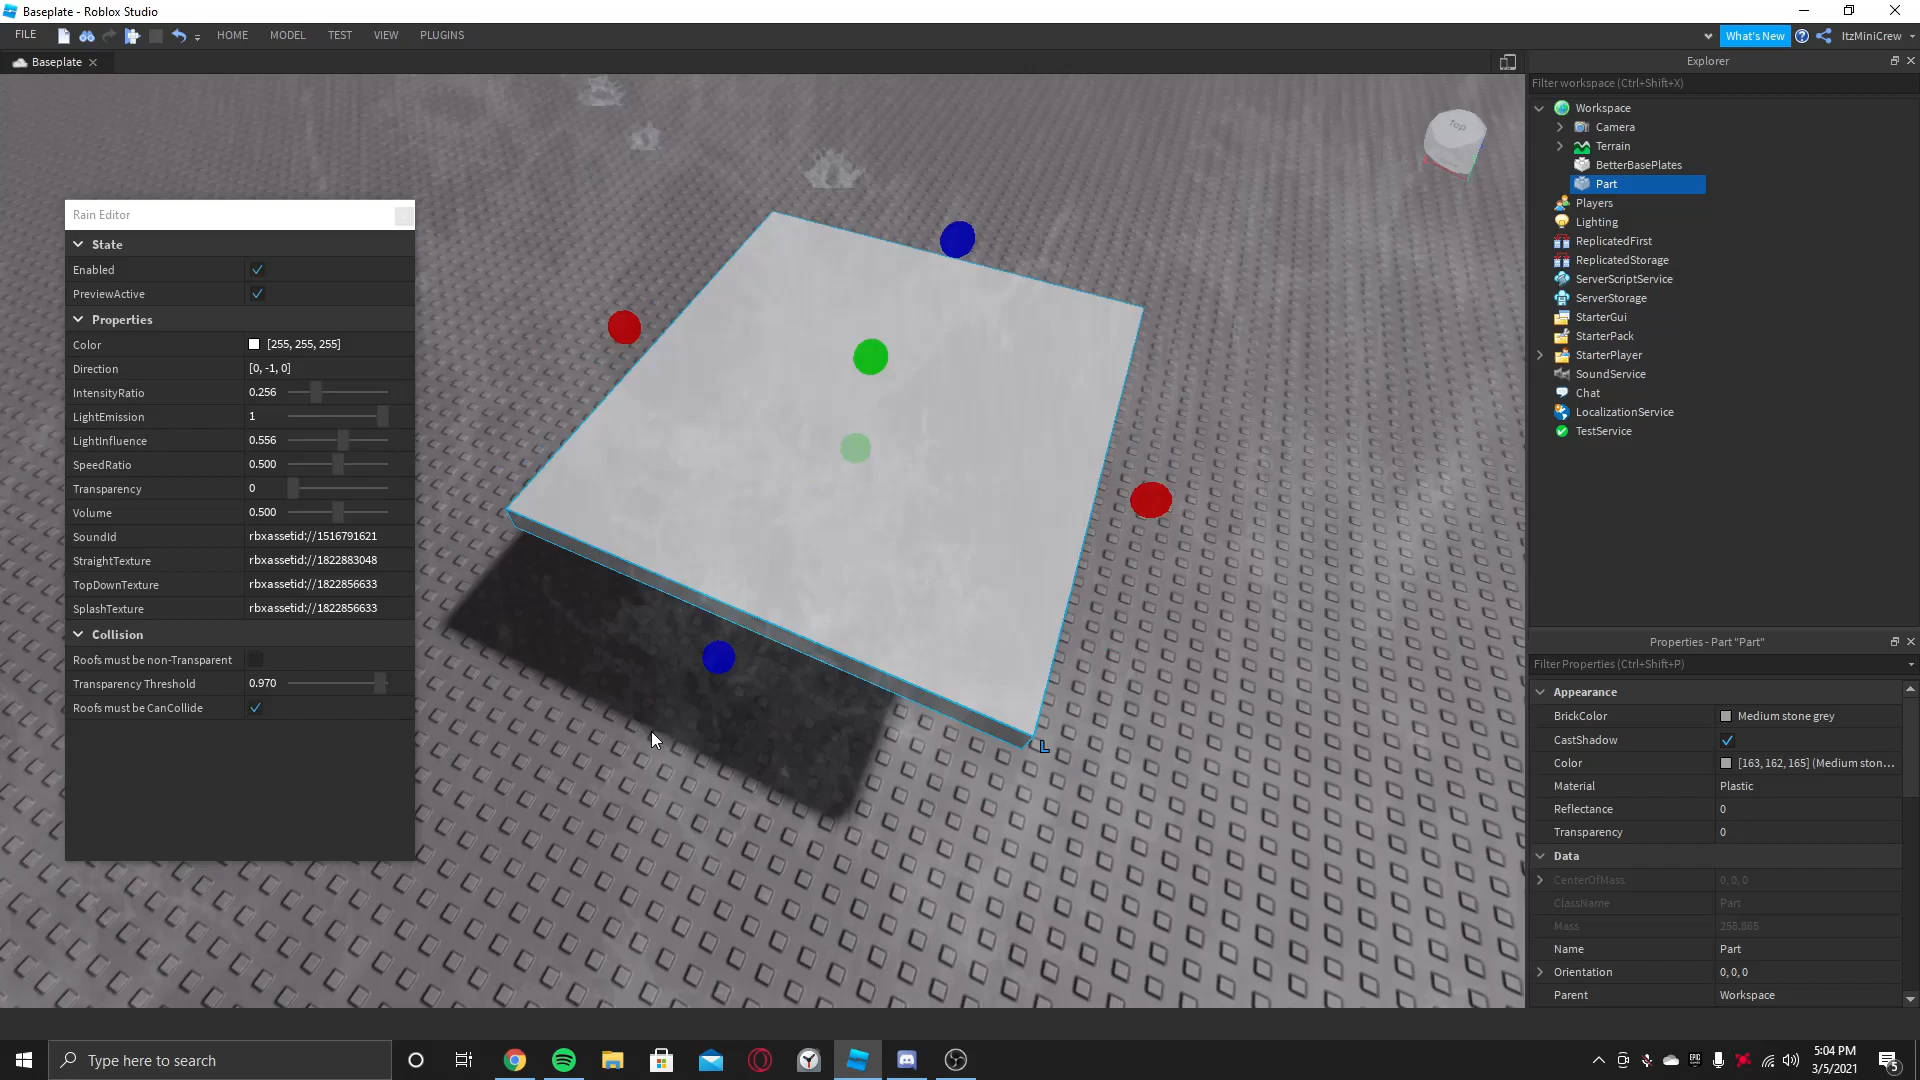 Baseplate - Roblox Studio
FILE HOME MODEL TEST VIEW PLUGINS What's New ItzMiniCrew
Baseplate
Explorer
Filter workspace (Ctrl+Shift+X)
Workspace
Camera
Terrain
BetterBasePlates
Part
Players
Lighting
ReplicatedFirst
ReplicatedStorage
ServerScriptService
ServerStorage
StarterGui
StarterPack
StarterPlayer
SoundService
Chat
LocalizationService
TestService
Top
Rain Editor
State
Enabled
PreviewActive
Properties
Color [255, 255, 255]
Direction [0, -1, 0]
IntensityRatio 0.256
LightEmission 1
LightInfluence 0.556
SpeedRatio 0.500
Transparency 0
Volume 0.500
SoundId rbxassetid://1516791621
StraightTexture rbxassetid://1822883048
TopDownTexture rbxassetid://1822856633
SplashTexture rbxassetid://1822856633
Collision
Roofs must be non-Transparent
Transparency Threshold 0.970
Roofs must be CanCollide
L
Properties - Part "Part"
Filter Properties (Ctrl+Shift+P)
Appearance
BrickColor Medium stone grey
CastShadow
Color [163, 162, 165] (Medium ston...
Material Plastic
Reflectance 0
Transparency 0
Data
CenterOfMass 0, 0, 0
ClassName Part
Mass 255.865
Name Part
Orientation 0, 0, 0
Parent Workspace
Type here to search
EPIC
5:04 PM
3/5/2021
5